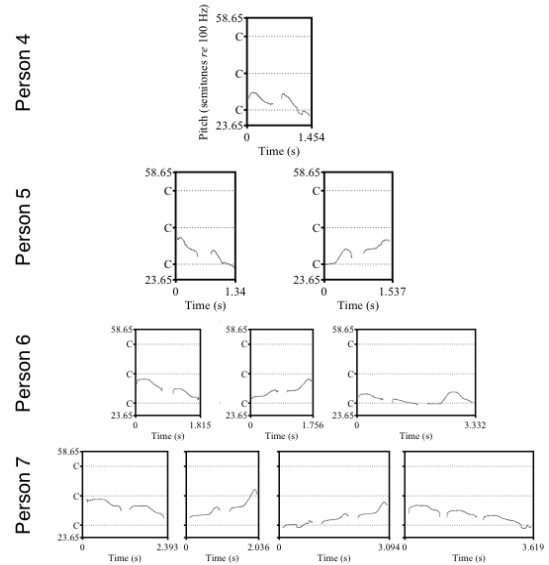 Person 4
Pitch (semitones re 100 Hz)
58.65
C
C
C
23.65
0 1.454
Time (s)
Person 5
58.65 58.65
C C
C C
C C
23.65 23.65
0 1.34 0 1.537
Time (s) Time (s)
Person 6
58.65 58.65 58.65
C C C
C C C
C C C
23.65 23.65 23.65
0 1.815 0 1.756 0 3.332
Time (s) Time (s) Time (s)
Person 7
58.65
C C C C
C C C C
C C C C
23.65
0 2.393 0 2.036 0 3.094 0 3.619
Time (s) Time (s) Time (s) Time (s)